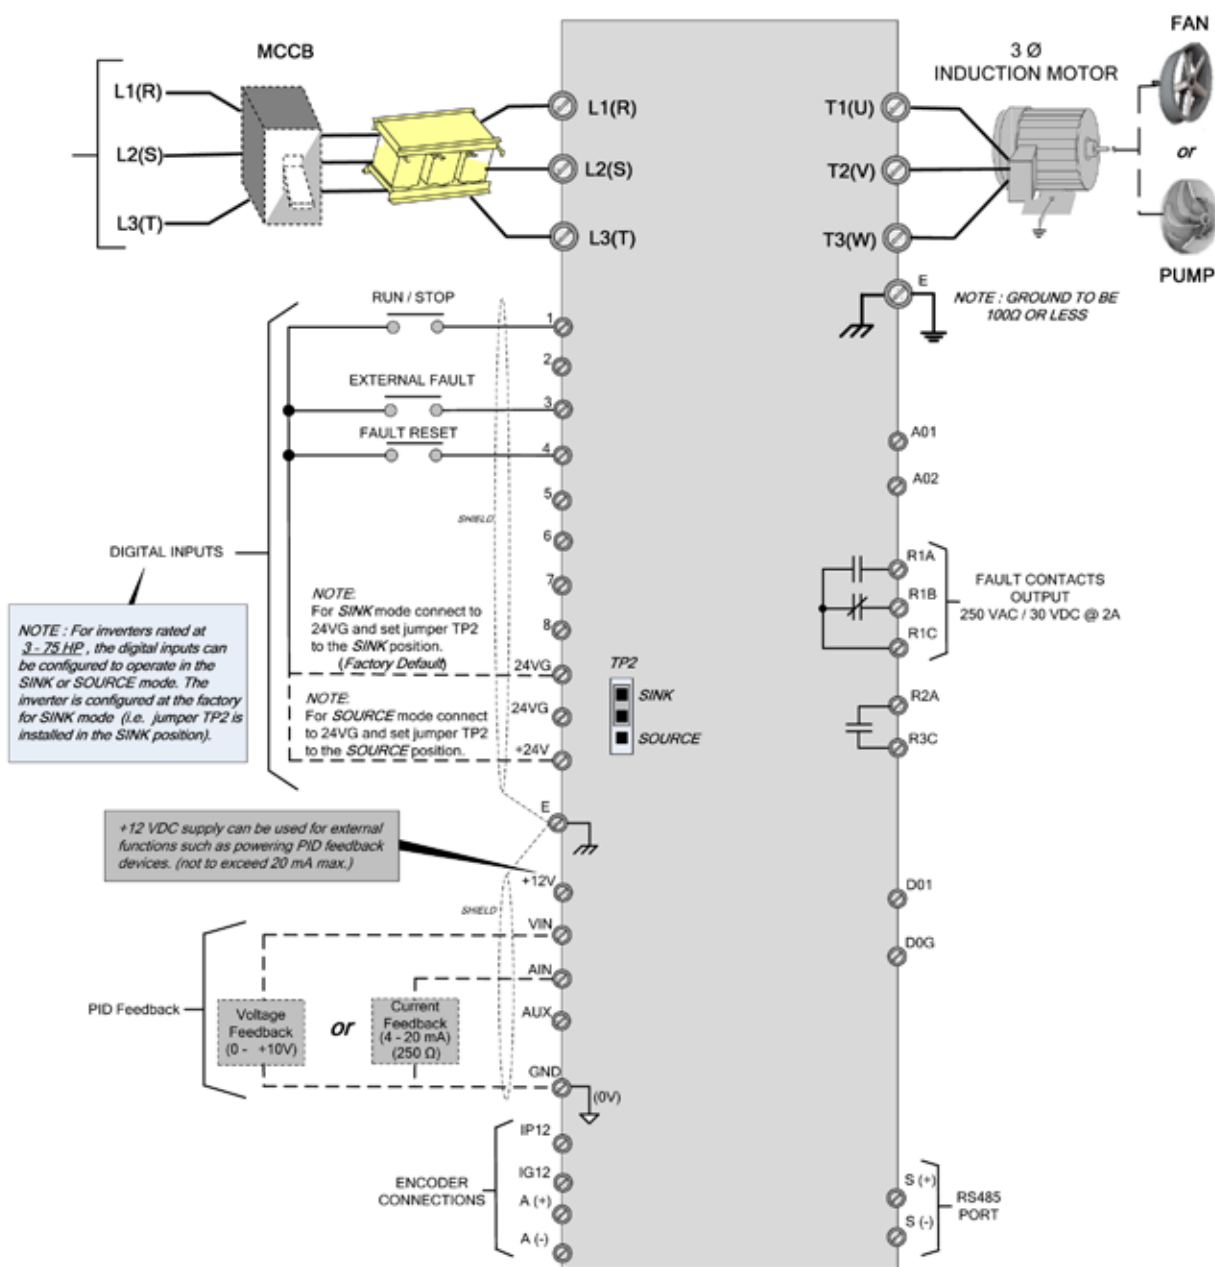 MCCB
L1(R)
L2(S)
L3(T)
L1(R)
L2(S)
L3(T)
T1(U)
T2(V)
T3(W)
3 Ø
INDUCTION MOTOR
FAN
or
PUMP
E
NOTE : GROUND TO BE
100Ω OR LESS
RUN / STOP
1
2
EXTERNAL FAULT
3
FAULT RESET
4
5
SHIELD
6
7
8
DIGITAL INPUTS
NOTE : For inverters rated at
3 - 75 HP , the digital inputs can
be configured to operate in the
SINK or SOURCE mode. The
inverter is configured at the factory
for SINK mode (i.e. jumper TP2 is
installed in the SINK position).
NOTE:
For SINK mode connect to
24VG and set jumper TP2
to the SINK position.
(Factory Default)
24VG
NOTE:
For SOURCE mode connect
to 24VG and set jumper TP2
to the SOURCE position.
24VG
+24V
TP2
SINK
SOURCE
E
A01
A02
R1A
R1B
R1C
FAULT CONTACTS
OUTPUT
250 VAC / 30 VDC @ 2A
R2A
R3C
+12 VDC supply can be used for external
functions such as powering PID feedback
devices. (not to exceed 20 mA max.)
+12V
SHIELD
VIN
AIN
AUX
GND
(0V)
PID Feedback
Voltage
Feedback
(0 - +10V)
or
Current
Feedback
(4 - 20 mA)
(250 Ω)
D01
D0G
ENCODER
CONNECTIONS
IP12
IG12
A (+)
A (-)
S (+)
S (-)
RS485
PORT